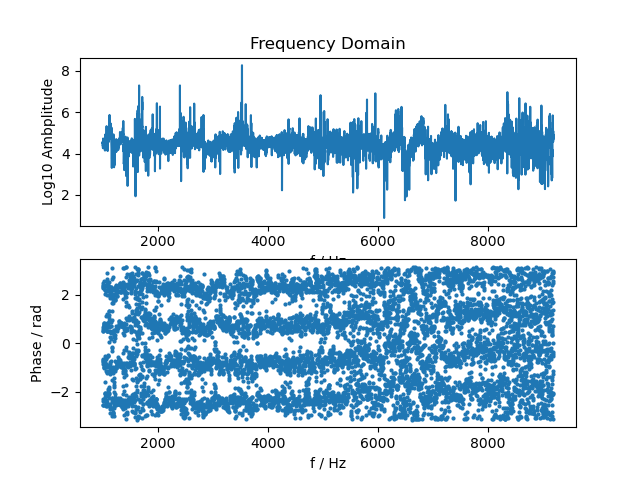 Frequency Domain
Log10 Ambplitude
8
6
4
2
2000 4000 6000 8000
f / Hz
Phase / rad
2
0
−2
2000 4000 6000 8000
f / Hz